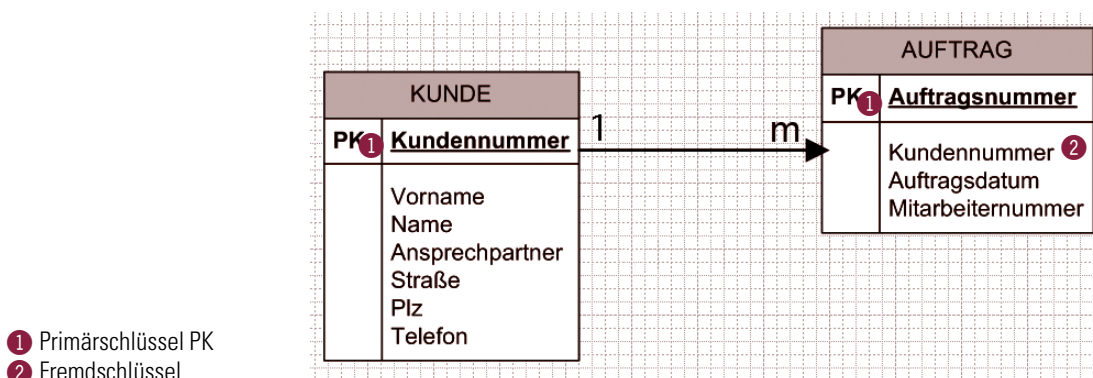 KUNDE
PK 1 Kundennummer
Vorname
Name
Ansprechpartner
Straße
Plz
Telefon
1 m
AUFTRAG
PK 1 Auftragsnummer
Kundennummer 2
Auftragsdatum
Mitarbeiternummer
1 Primärschlüssel PK
2 Fremdschlüssel